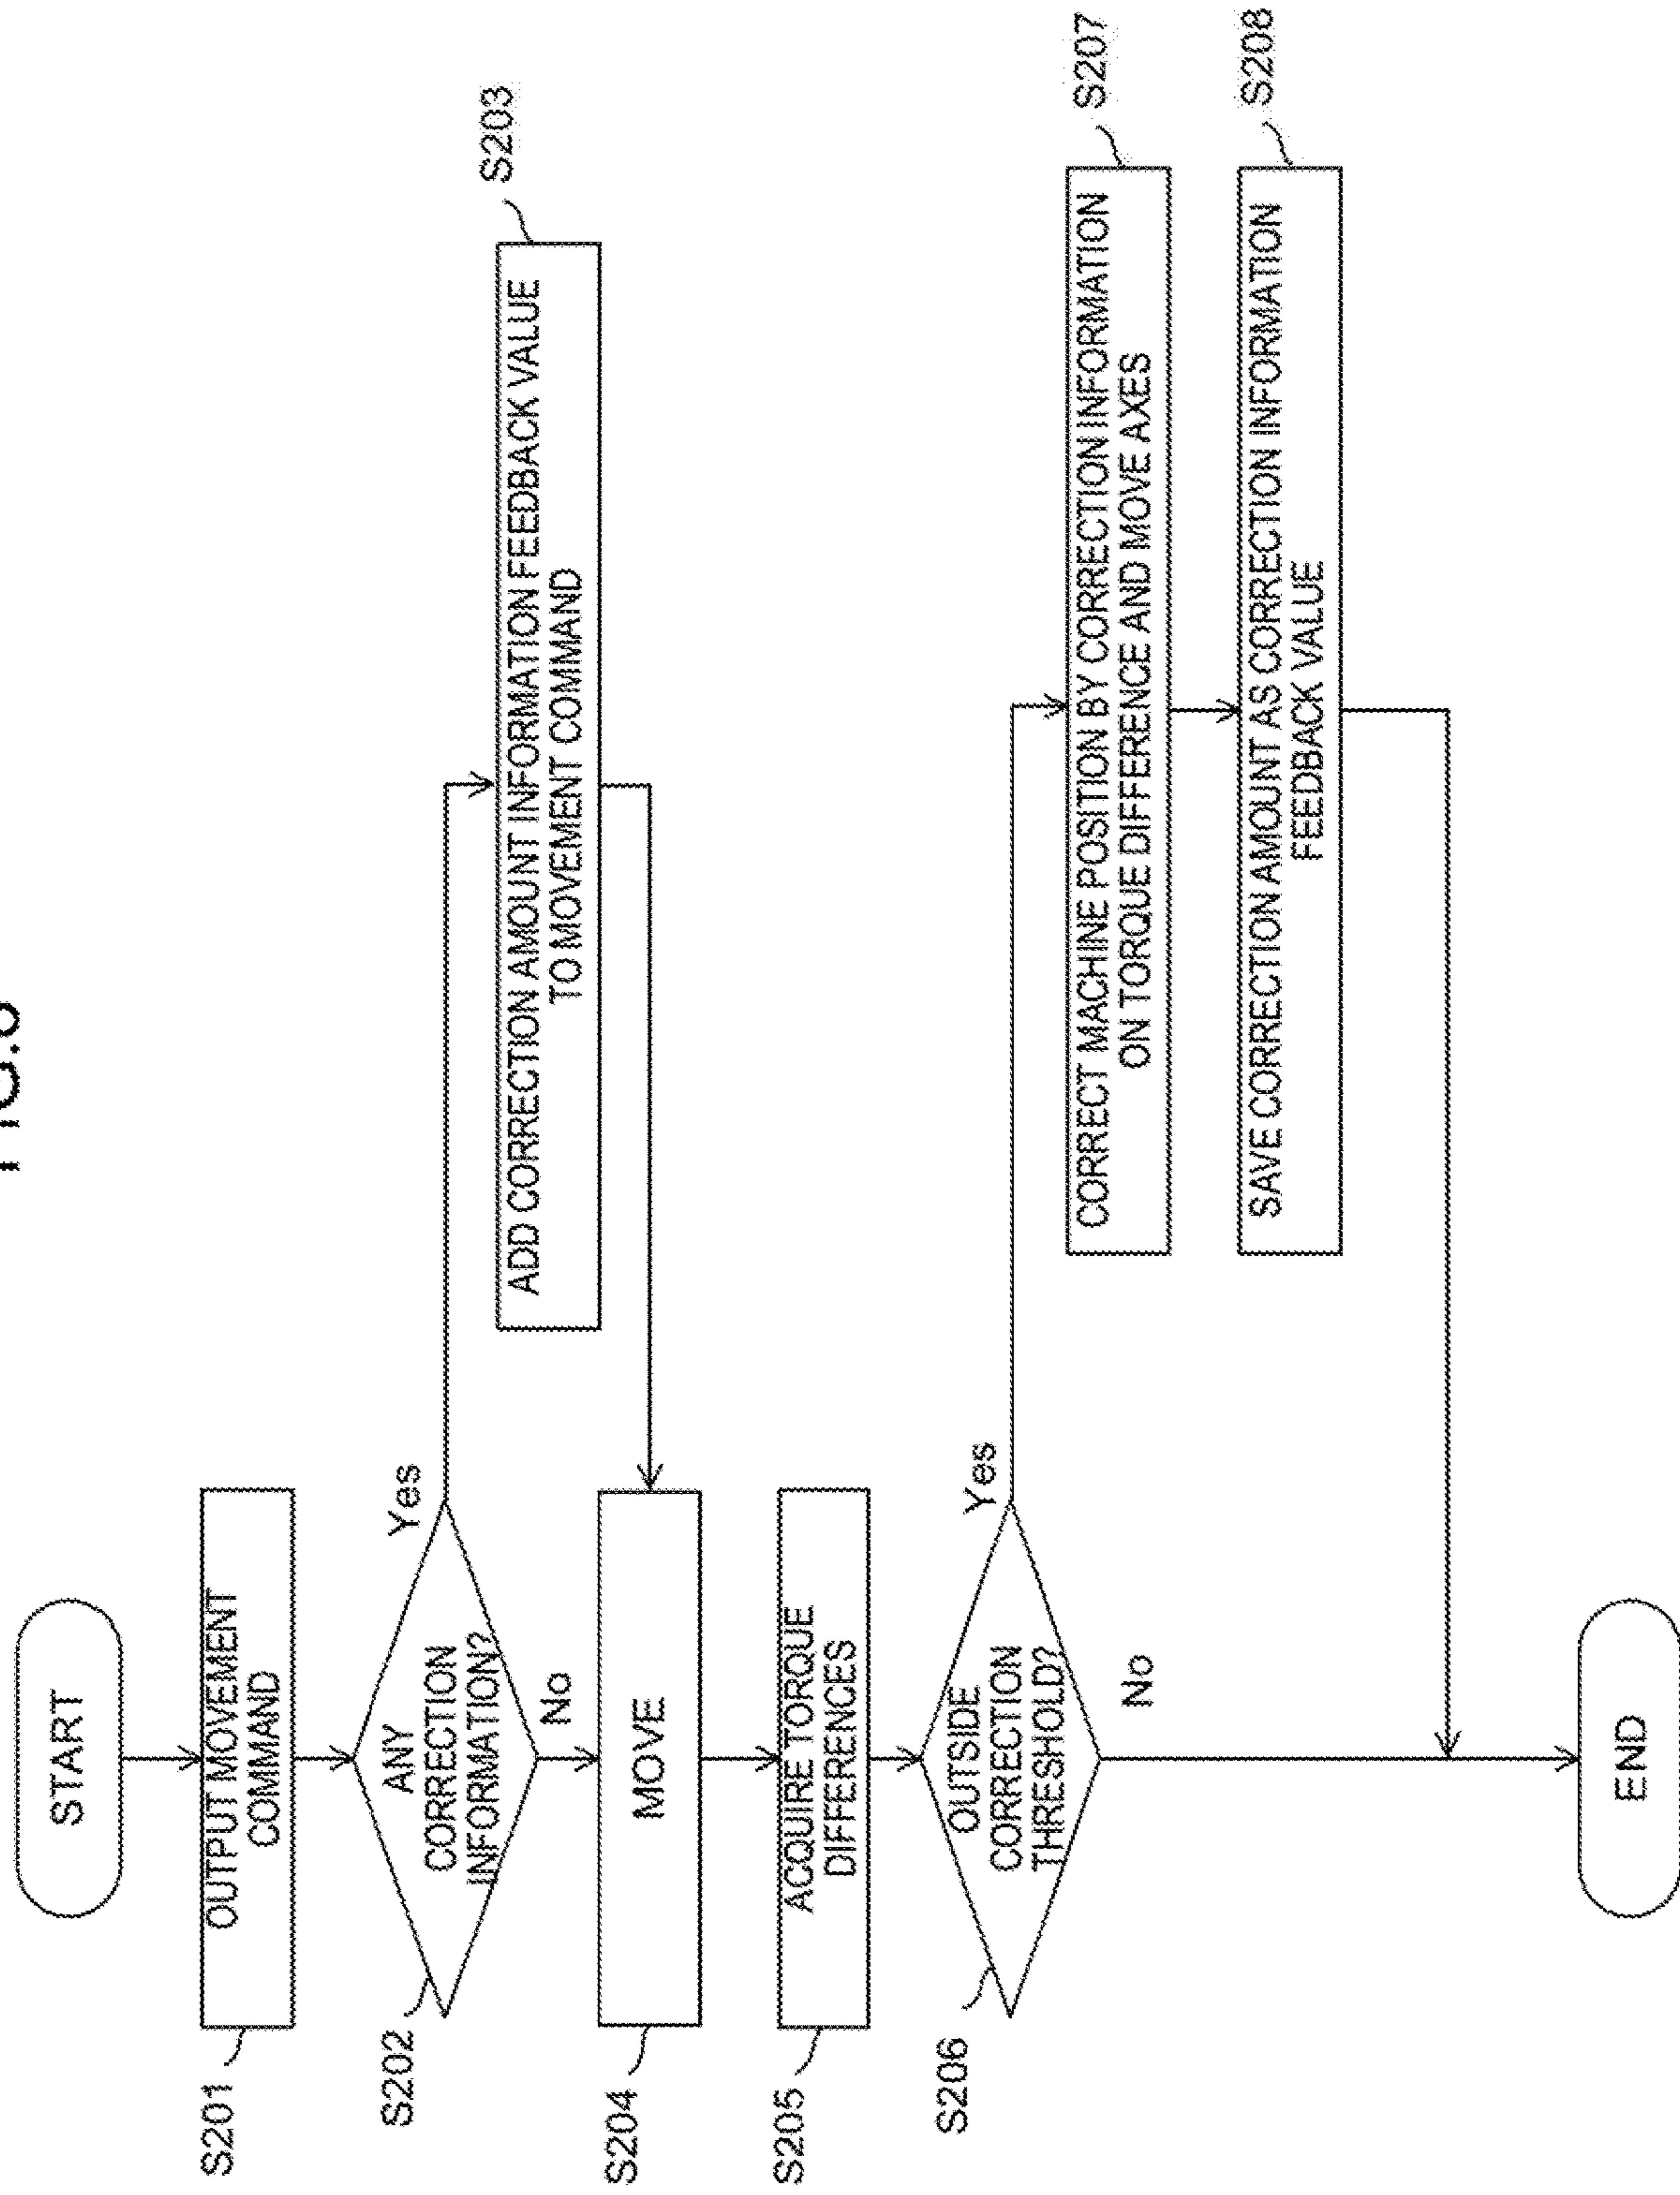 START
S201
OUTPUT MOVEMENT
COMMAND
S202
ANY
CORRECTION
INFORMATION?
Yes
No
S203
ADD CORRECTION AMOUNT INFORMATION FEEDBACK VALUE
TO MOVEMENT COMMAND
S204
MOVE
S205
ACQUIRE TORQUE
DIFFERENCES
S206
OUTSIDE
CORRECTION
THRESHOLD?
Yes
No
S207
CORRECT MACHINE POSITION BY CORRECTION INFORMATION
ON TORQUE DIFFERENCE AND MOVE AXES
S208
SAVE CORRECTION AMOUNT AS CORRECTION INFORMATION
FEEDBACK VALUE
END